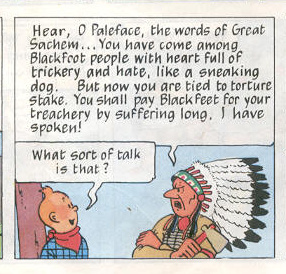 Hear, O Paleface, the words of Great
Sachem... You have come among
Blackfoot people with heart full of
trickery and hate, like a sneaking
dog. But now you are tied to torture
stake. You shall pay Blackfeet for your
treachery by suffering long. I have
spoken!
What sort of talk
is that?